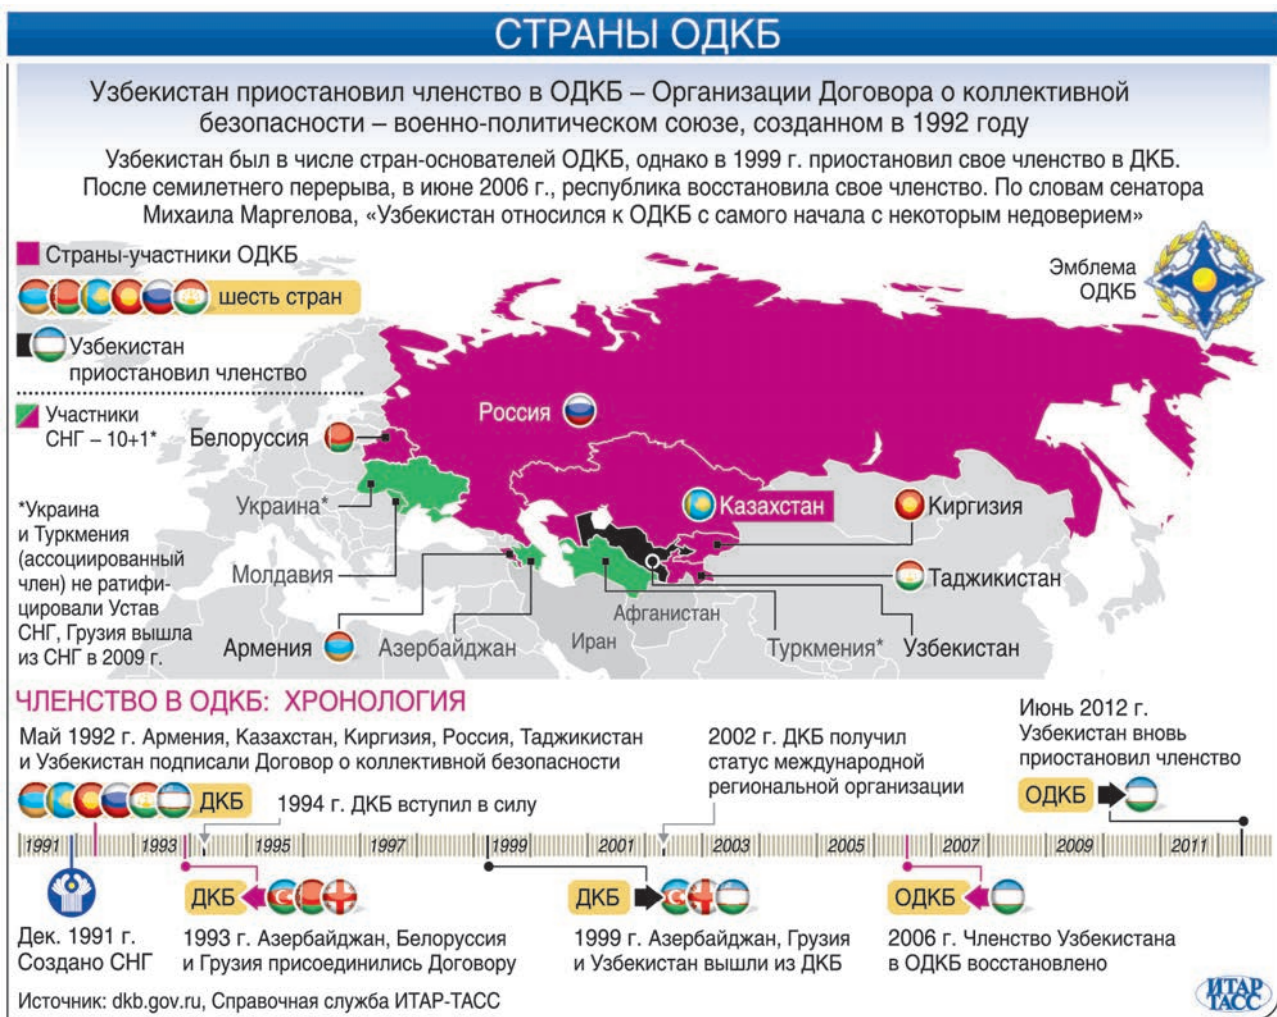 СТРАНЫ ОДКБ
Узбекистан приостановил членство в ОДКБ – Организации Договора о коллективной
безопасности – военно-политическом союзе, созданном в 1992 году
Узбекистан был в числе стран-основателей ОДКБ, однако в 1999 г. приостановил свое членство в ДКБ.
После семилетнего перерыва, в июне 2006 г., республика восстановила свое членство. По словам сенатора
Михаила Маргелова, «Узбекистан относился к ОДКБ с самого начала с некоторым недоверием»
Страны-участники ОДКБ
шесть стран
Узбекистан
приостановил членство
Участники
СНГ – 10+1*
*Украина
и Туркмения
(ассоциированный
член) не ратифи-
цировали Устав
СНГ, Грузия вышла
из СНГ в 2009 г.
Эмблема
ОДКБ
Россия
Белоруссия
Украина*
Казахстан
Киргизия
Молдавия
Таджикистан
Афганистан
Армения
Азербайджан
Иран
Туркмения*
Узбекистан
ЧЛЕНСТВО В ОДКБ: ХРОНОЛОГИЯ
Май 1992 г. Армения, Казахстан, Киргизия, Россия, Таджикистан
и Узбекистан подписали Договор о коллективной безопасности
ДКБ
1994 г. ДКБ вступил в силу
2002 г. ДКБ получил
статус международной
региональной организации
Июнь 2012 г.
Узбекистан вновь
приостановил членство
ОДКБ
1991 1993 1995 1997 1999 2001 2003 2005 2007 2009 2011
Дек. 1991 г.
Создано СНГ
ДКБ
1993 г. Азербайджан, Белоруссия
и Грузия присоединились Договору
ДКБ
1999 г. Азербайджан, Грузия
и Узбекистан вышли из ДКБ
ОДКБ
2006 г. Членство Узбекистана
в ОДКБ восстановлено
Источник: dkb.gov.ru, Справочная служба ИТАР-ТАСС
ИТАР
ТАСС